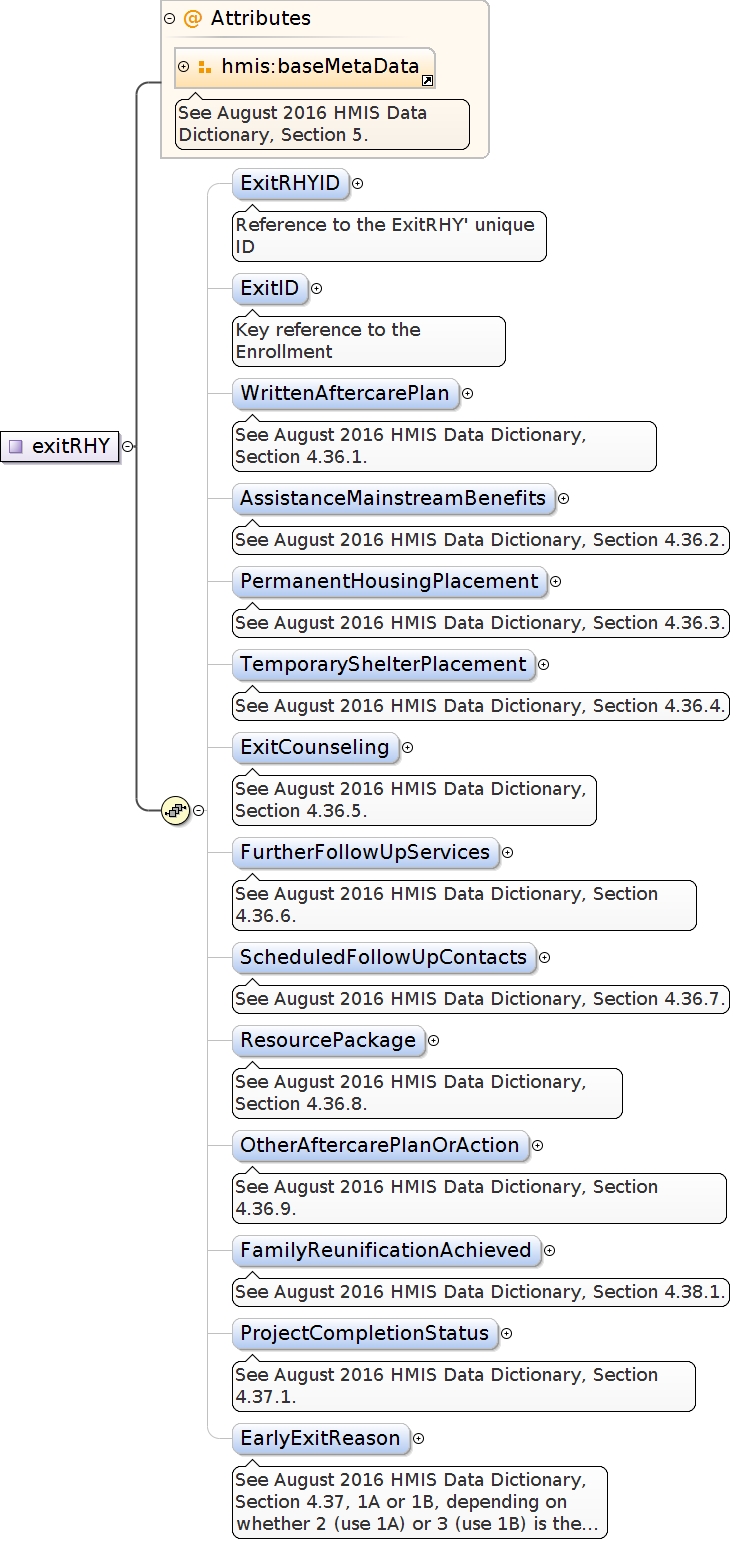 @ Attributes
hmis:baseMetaData
See August 2016 HMIS Data
Dictionary, Section 5.
ExitRHYID
Reference to the ExitRHY' unique
ID
ExitID
Key reference to the
Enrollment
WrittenAftercarePlan
See August 2016 HMIS Data Dictionary,
Section 4.36.1.
exitRHY
AssistanceMainstreamBenefits
See August 2016 HMIS Data Dictionary, Section 4.36.2.
PermanentHousingPlacement
See August 2016 HMIS Data Dictionary, Section 4.36.3.
TemporaryShelterPlacement
See August 2016 HMIS Data Dictionary, Section 4.36.4.
ExitCounseling
See August 2016 HMIS Data Dictionary,
Section 4.36.5.
FurtherFollowUpServices
See August 2016 HMIS Data Dictionary, Section
4.36.6.
ScheduledFollowUpContacts
See August 2016 HMIS Data Dictionary, Section 4.36.7.
ResourcePackage
See August 2016 HMIS Data Dictionary,
Section 4.36.8.
OtherAftercarePlanOrAction
See August 2016 HMIS Data Dictionary, Section
4.36.9.
FamilyReunificationAchieved
See August 2016 HMIS Data Dictionary, Section 4.38.1.
ProjectCompletionStatus
See August 2016 HMIS Data Dictionary, Section
4.37.1.
EarlyExitReason
See August 2016 HMIS Data Dictionary,
Section 4.37, 1A or 1B, depending on
whether 2 (use 1A) or 3 (use 1B) is the...